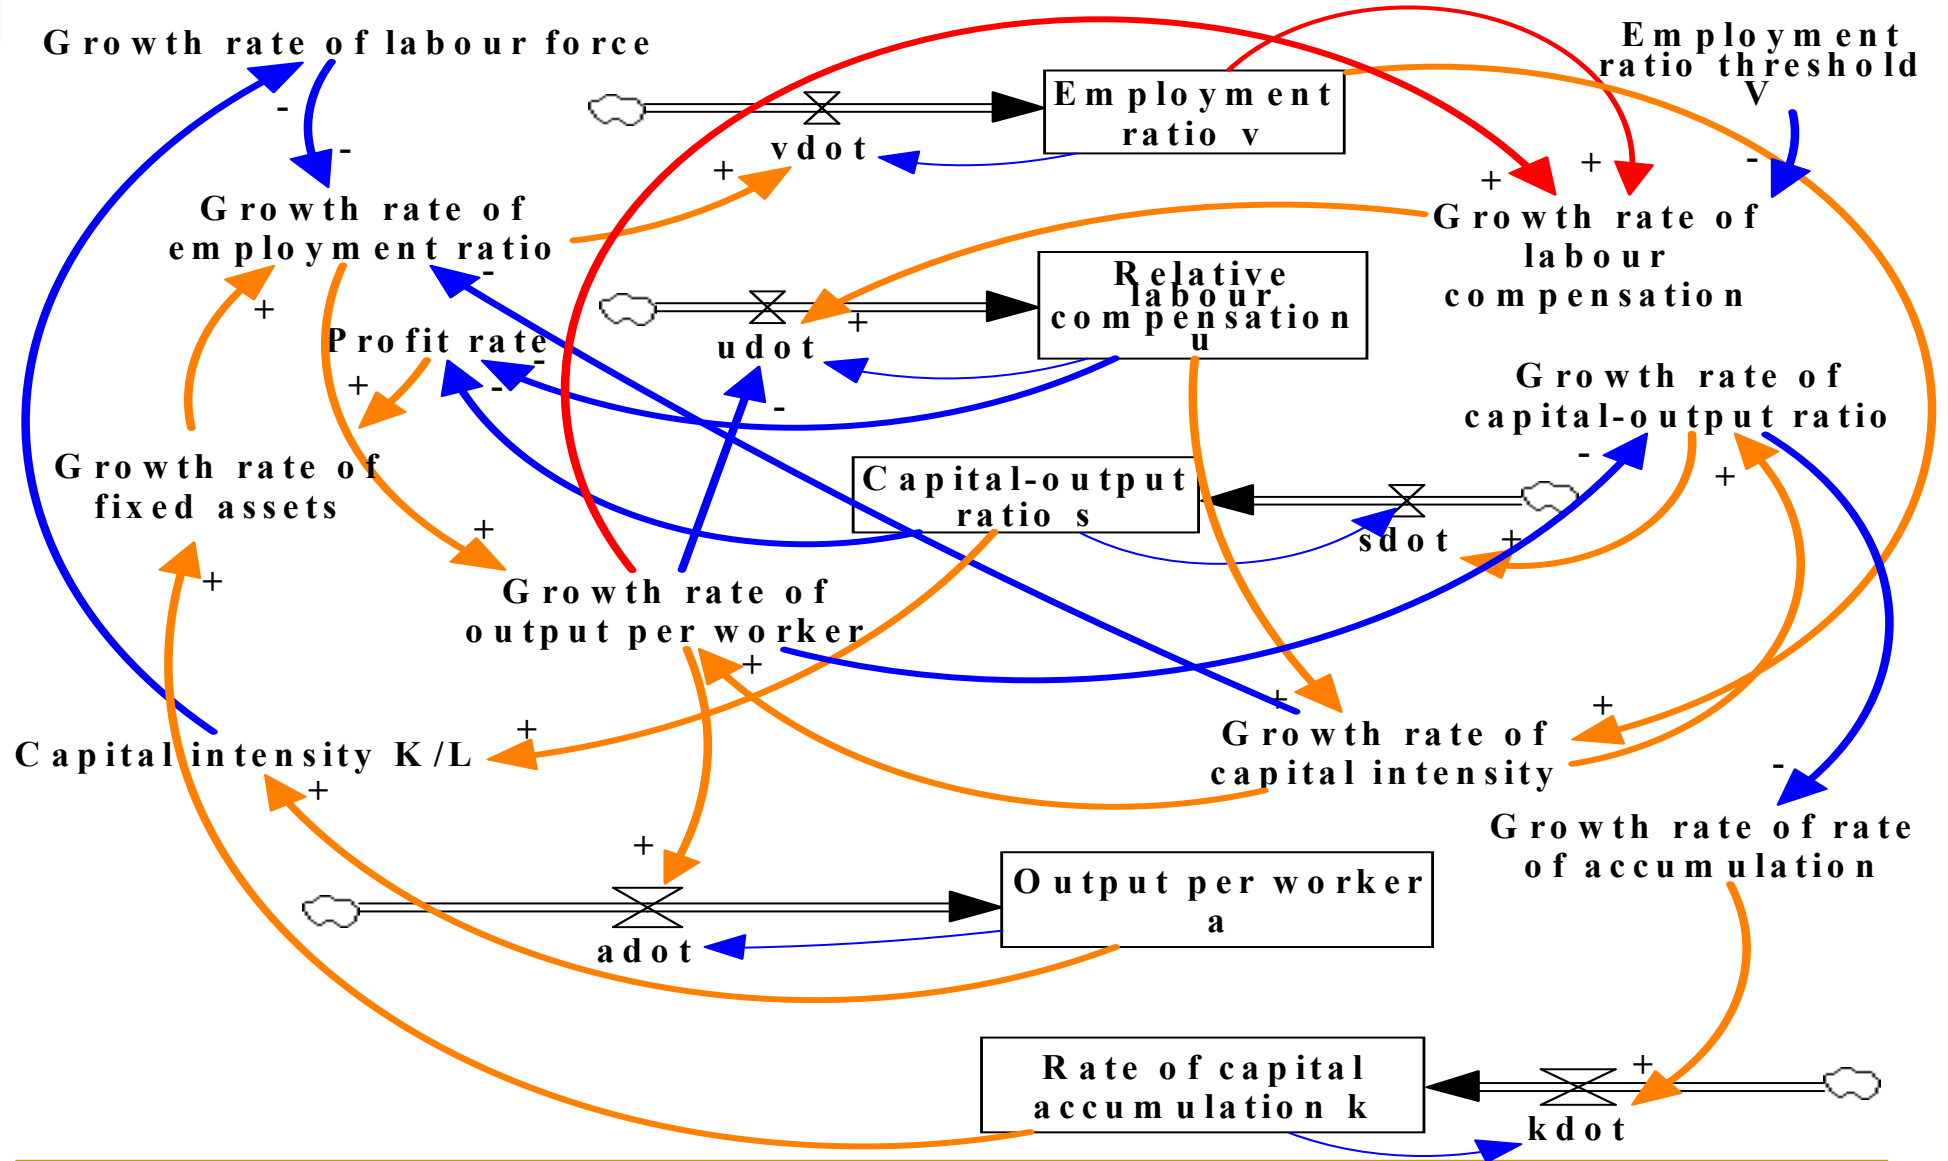 Growth rate of labour force
-
-
Employment
ratio threshold
V
-
Employment
ratio v
vdot
+
+
+
Growth rate of
employment ratio
-
+
Growth rate of
labour
compensation
Relative
labour
compensation
u
udot
+
-
Profit rate
-
-
+
Growth rate of
capital-output ratio
-
+
Growth rate of
fixed assets
+
Capital-output
ratio s
sdot
+
+
Growth rate of
output per worker
+
Growth rate of
capital intensity
+
+
Capital intensity K/L
+
+
-
Growth rate of rate
of accumulation
+
Output per worker
a
adot
Rate of capital
accumulation k
+
kdot